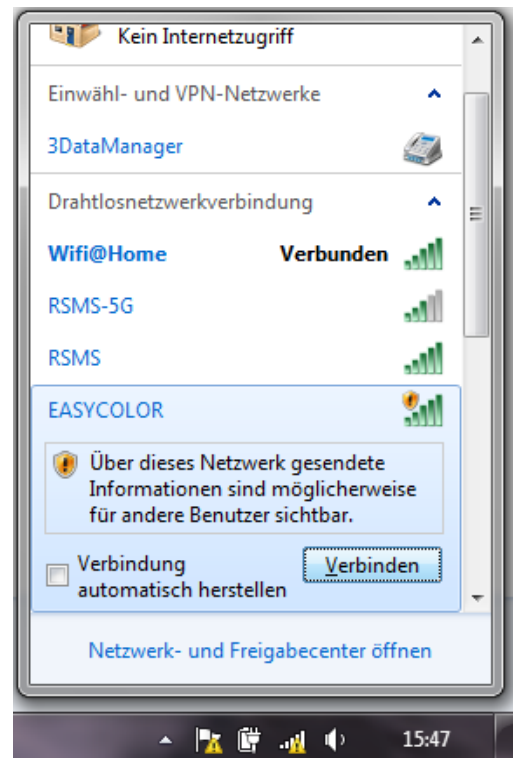 Kein Internetzugriff
Einwähl- und VPN-Netzwerke
3DataManager
Drahtlosnetzwerkverbindung
Wifi@Home Verbunden
RSMS-5G
RSMS
EASYCOLOR
Über dieses Netzwerk gesendete
Informationen sind möglicherweise
für andere Benutzer sichtbar.
Verbindung
automatisch herstellen
Verbinden
Netzwerk- und Freigabecenter öffnen
15:47